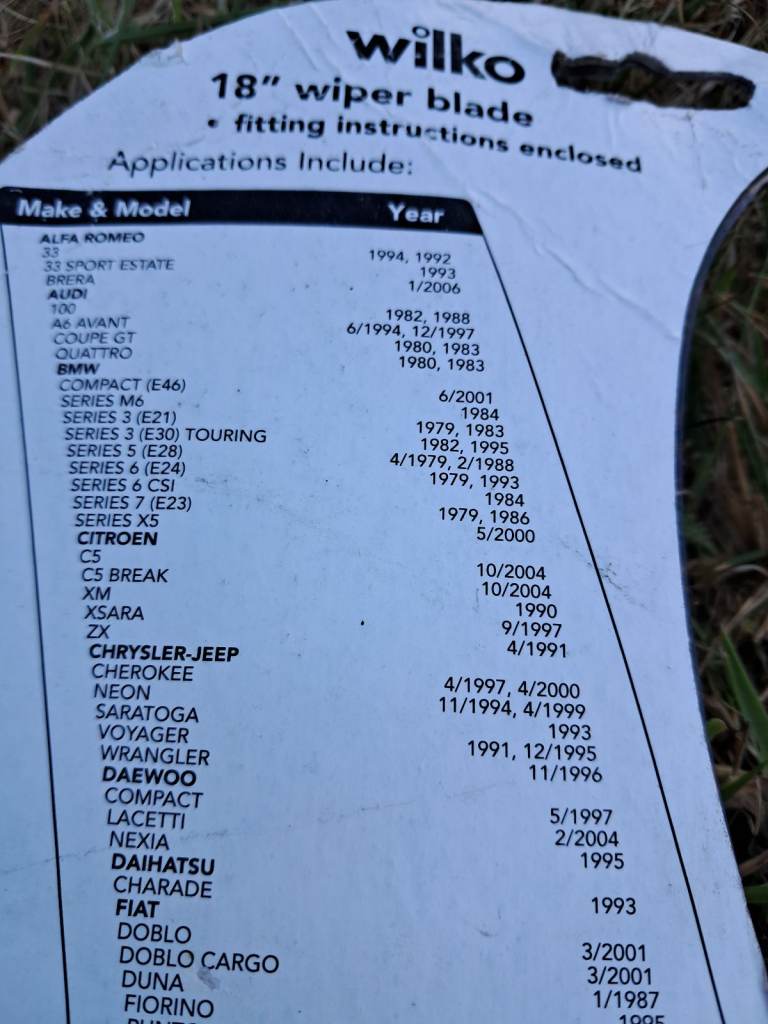 wilko
18" wiper blade
• fitting instructions enclosed
Applications Include:
Make & Model Year
ALFA ROMEO
33 1994, 1992
33 SPORT ESTATE 1993
BRERA 1/2006
AUDI
100 1982, 1988
A6 AVANT 6/1994, 12/1997
COUPE GT 1980, 1983
QUATTRO 1980, 1983
BMW
COMPACT (E46) 6/2001
SERIES M6 1984
SERIES 3 (E21) 1979, 1983
SERIES 3 (E30) TOURING 1982, 1995
SERIES 5 (E28) 4/1979, 2/1988
SERIES 6 (E24) 1979, 1993
SERIES 6 CSI 1984
SERIES 7 (E23) 1979, 1986
SERIES X5 5/2000
CITROEN
C5 10/2004
C5 BREAK 10/2004
XM 1990
XSARA 9/1997
ZX 4/1991
CHRYSLER-JEEP
CHEROKEE 4/1997, 4/2000
NEON 11/1994, 4/1999
SARATOGA 1993
VOYAGER 1991, 12/1995
WRANGLER 11/1996
DAEWOO
COMPACT 5/1997
LACETTI 2/2004
NEXIA 1995
DAIHATSU
CHARADE 1993
FIAT
DOBLO 3/2001
DOBLO CARGO 3/2001
DUNA 1/1987
FIORINO 1995